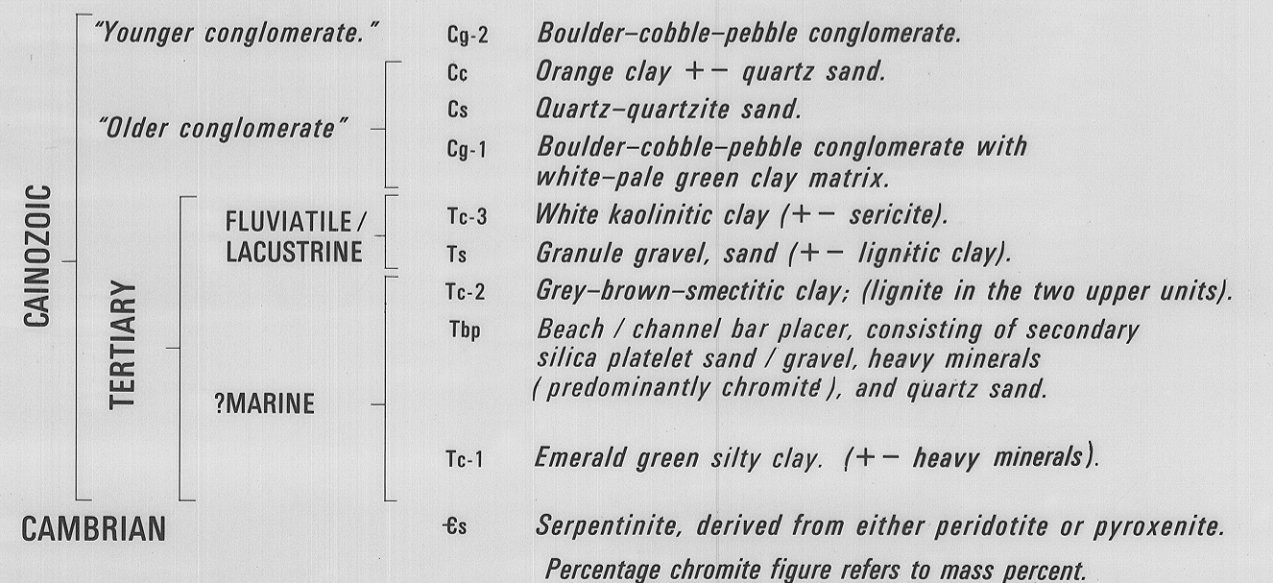 "Younger conglomerate."
Cg-2 Boulder–cobble–pebble conglomerate.
Cc Orange clay +− quartz sand.
"Older conglomerate"
Cs Quartz–quartzite sand.
Cg-1 Boulder–cobble–pebble conglomerate with
white–pale green clay matrix.
CAINOZOIC
TERTIARY
FLUVIATILE /
LACUSTRINE
Tc-3 White kaolinitic clay (+− sericite).
Ts Granule gravel, sand (+− lignitic clay).
?MARINE
Tc-2 Grey–brown–smectitic clay; (lignite in the two upper units).
Tbp Beach / channel bar placer, consisting of secondary
silica platelet sand / gravel, heavy minerals
(predominantly chromite), and quartz sand.
Tc-1 Emerald green silty clay. (+− heavy minerals).
CAMBRIAN
Ꞓs Serpentinite, derived from either peridotite or pyroxenite.
Percentage chromite figure refers to mass percent.